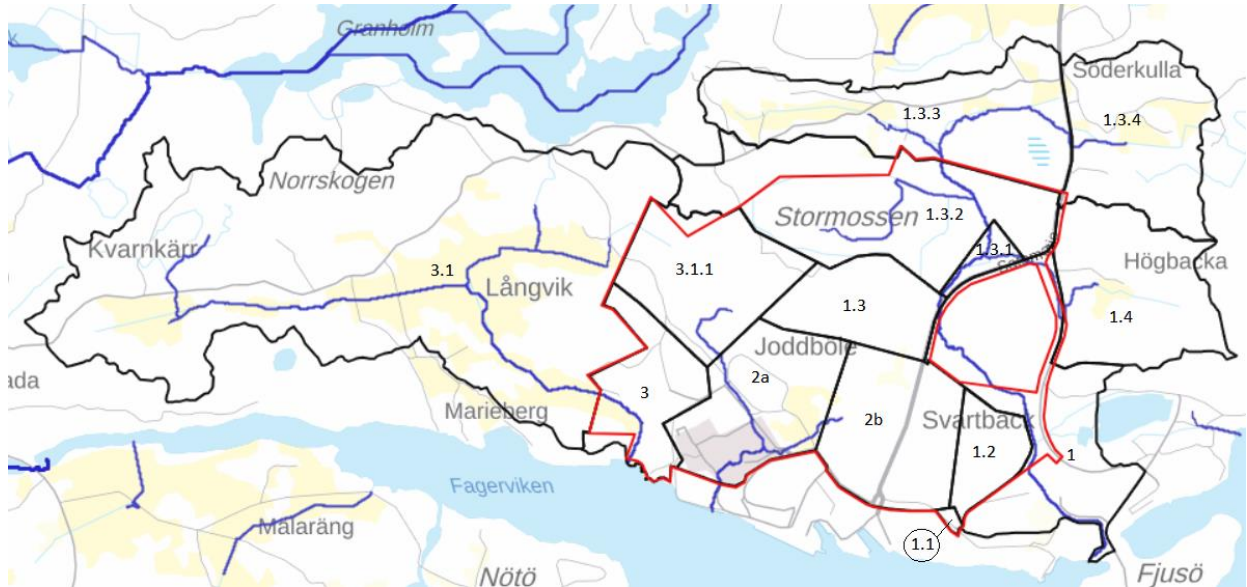 Granholm
Söderkulla
1.3.3
1.3.4
Norrskogen
Stormossen
1.3.2
Kvarnkärr
3.1
Långvik
3.1.1
1.3.1
Högbacka
1.3
1.4
Joddböle
ada
2a
3
Marieberg
2b
Svartbäck
1.2
1
Fagerviken
Målaräng
1.1
Nötö
Fjusö